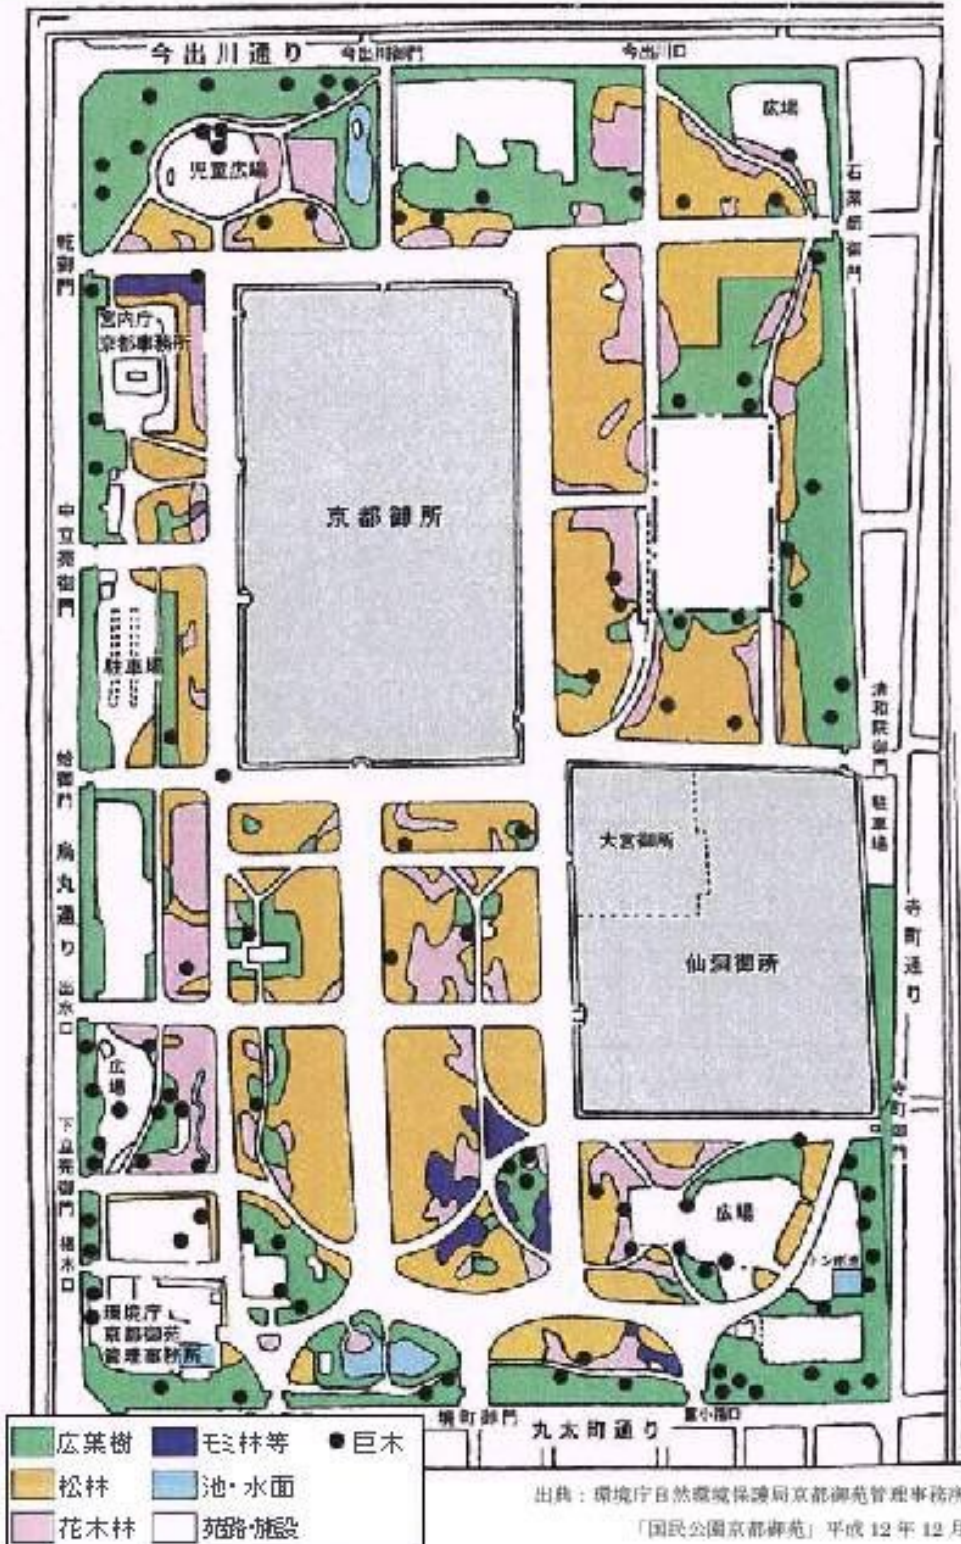 今出川通り
今出川御門
今出川口
広場
児童広場
石薬師御門
乾御門
宮内庁
京都事務所
京都御所
中立売御門
駐車場
清和院御門
蛤御門
駐車場
大宮御所
烏丸通り
寺町通り
仙洞御所
出水口
広場
寺町御門
下立売御門
広場
トンボ池
椹木口
環境庁
京都御苑
管理事務所
堺町御門
富小路口
丸太町通り
広葉樹
モミ林等
巨木
松林
池・水面
花木林
苑路・施設
出典：環境庁自然環境保護局京都御苑管理事務所
「国民公園京都御苑」平成12年12月